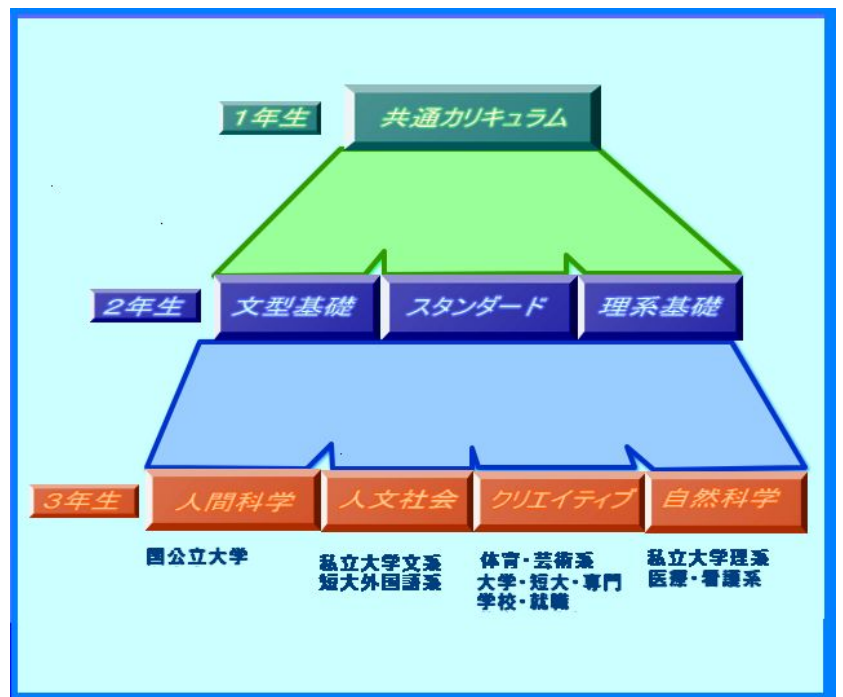 1年生
共通カリキュラム
2年生
文型基礎
スタンダード
理系基礎
3年生
人間科学
人文社会
クリエイティブ
自然科学
国公立大学
私立大学文系
短大外国語系
体育・芸術系
大学・短大・専門
学校・就職
私立大学理系
医療・看護系